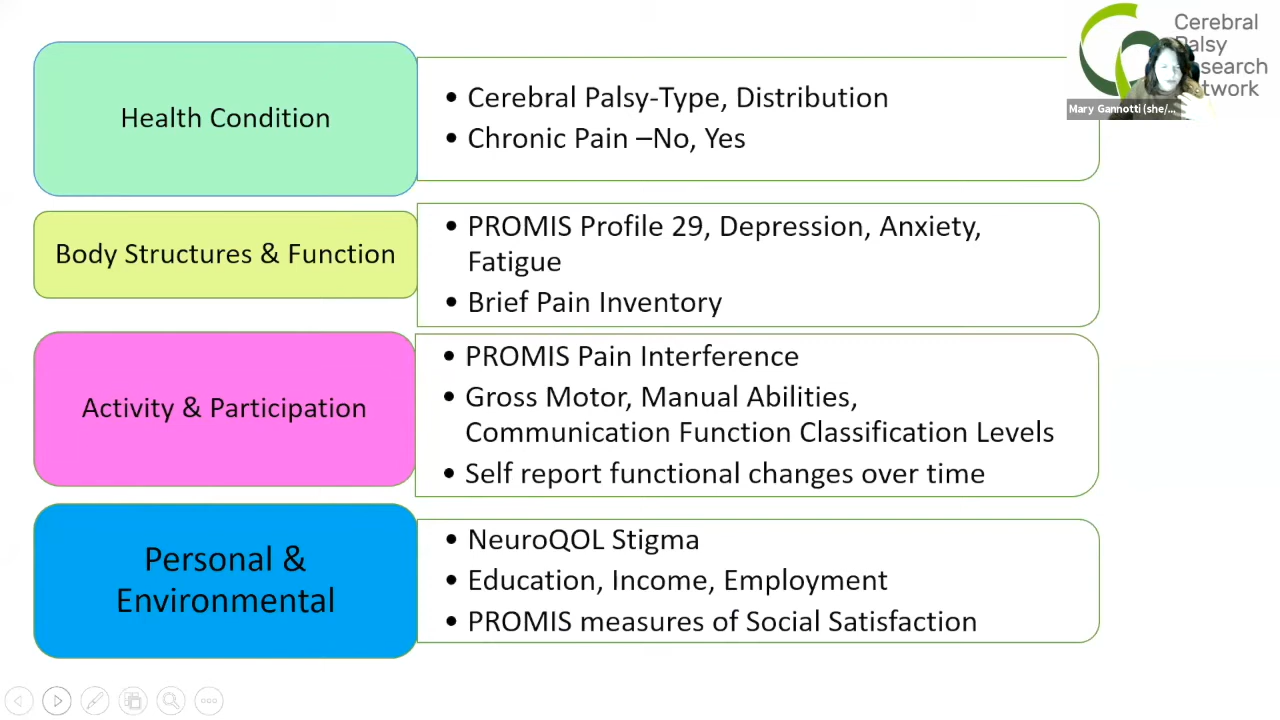 Cerebral
Palsy
Research
Network
Mary Gannotti (she/...
Health Condition
• Cerebral Palsy-Type, Distribution
• Chronic Pain –No, Yes
Body Structures & Function
• PROMIS Profile 29, Depression, Anxiety,
Fatigue
• Brief Pain Inventory
Activity & Participation
• PROMIS Pain Interference
• Gross Motor, Manual Abilities,
Communication Function Classification Levels
• Self report functional changes over time
Personal &
Environmental
• NeuroQOL Stigma
• Education, Income, Employment
• PROMIS measures of Social Satisfaction